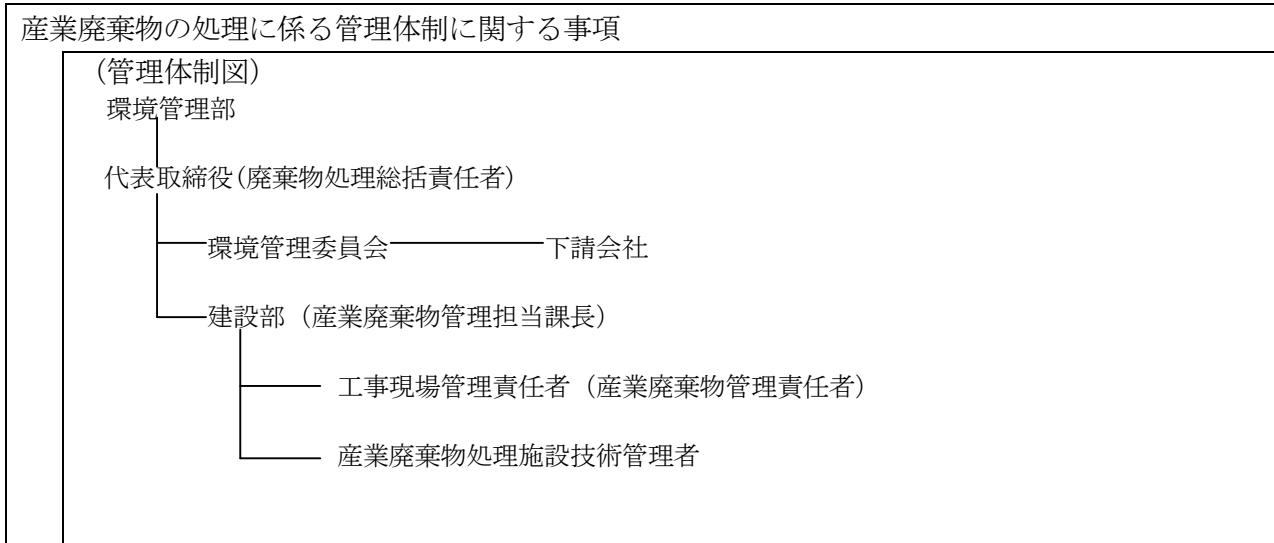 産業廃棄物の処理に係る管理体制に関する事項
（管理体制図）
環境管理部
代表取締役(廃棄物処理総括責任者)
環境管理委員会 下請会社
建設部（産業廃棄物管理担当課長）
工事現場管理責任者（産業廃棄物管理責任者）
産業廃棄物処理施設技術管理者